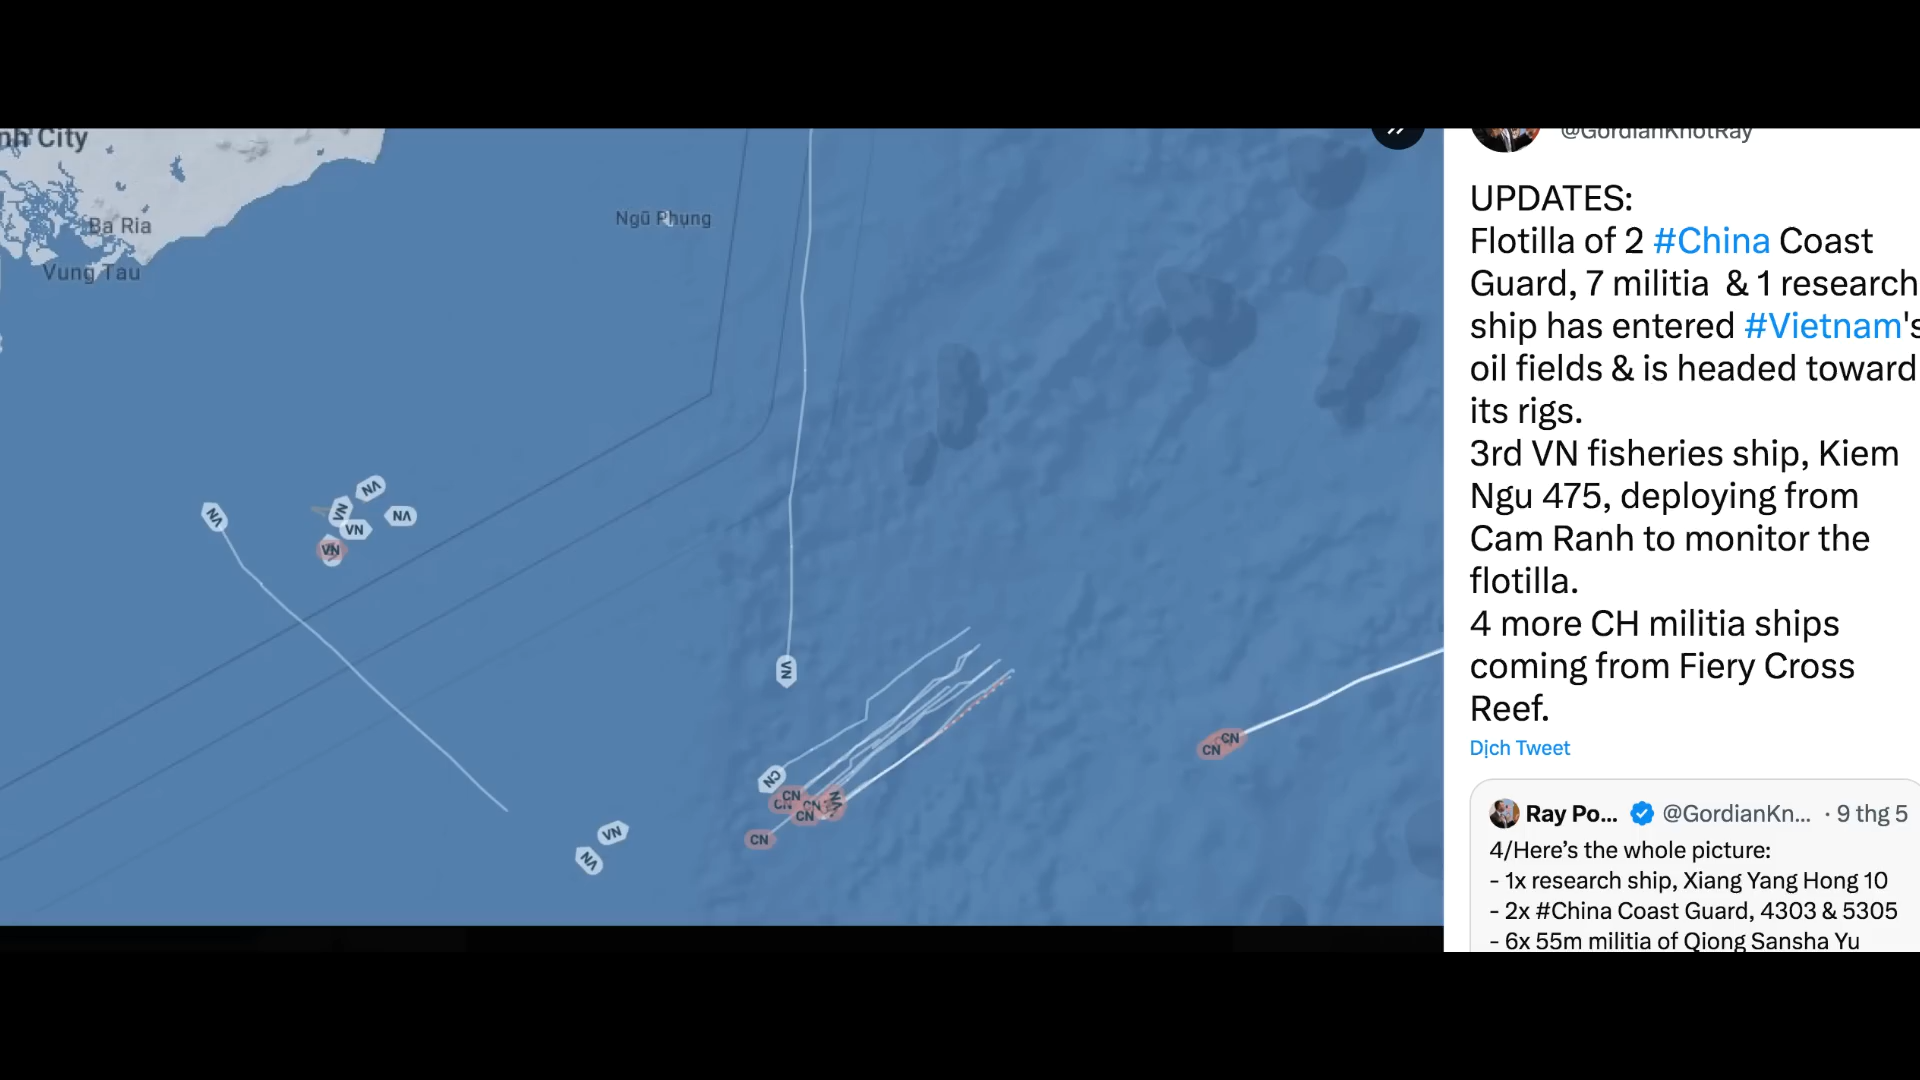 nh City
Ba Ria
Vung Tau
Ngũ Phụng
VN
VN
VN
VN
VN
VN
VN
VN
VN
CN
CN
CN
CN
CN
CN
VN
CN
CN
@GordianKnotRay
UPDATES:
Flotilla of 2 #China Coast
Guard, 7 militia & 1 research
ship has entered #Vietnam's
oil fields & is headed toward
its rigs.
3rd VN fisheries ship, Kiem
Ngu 475, deploying from
Cam Ranh to monitor the
flotilla.
4 more CH militia ships
coming from Fiery Cross
Reef.
Dịch Tweet
Ray Po... @GordianKn... · 9 thg 5
4/Here's the whole picture:
- 1x research ship, Xiang Yang Hong 10
- 2x #China Coast Guard, 4303 & 5305
- 6x 55m militia of Qiong Sansha Yu